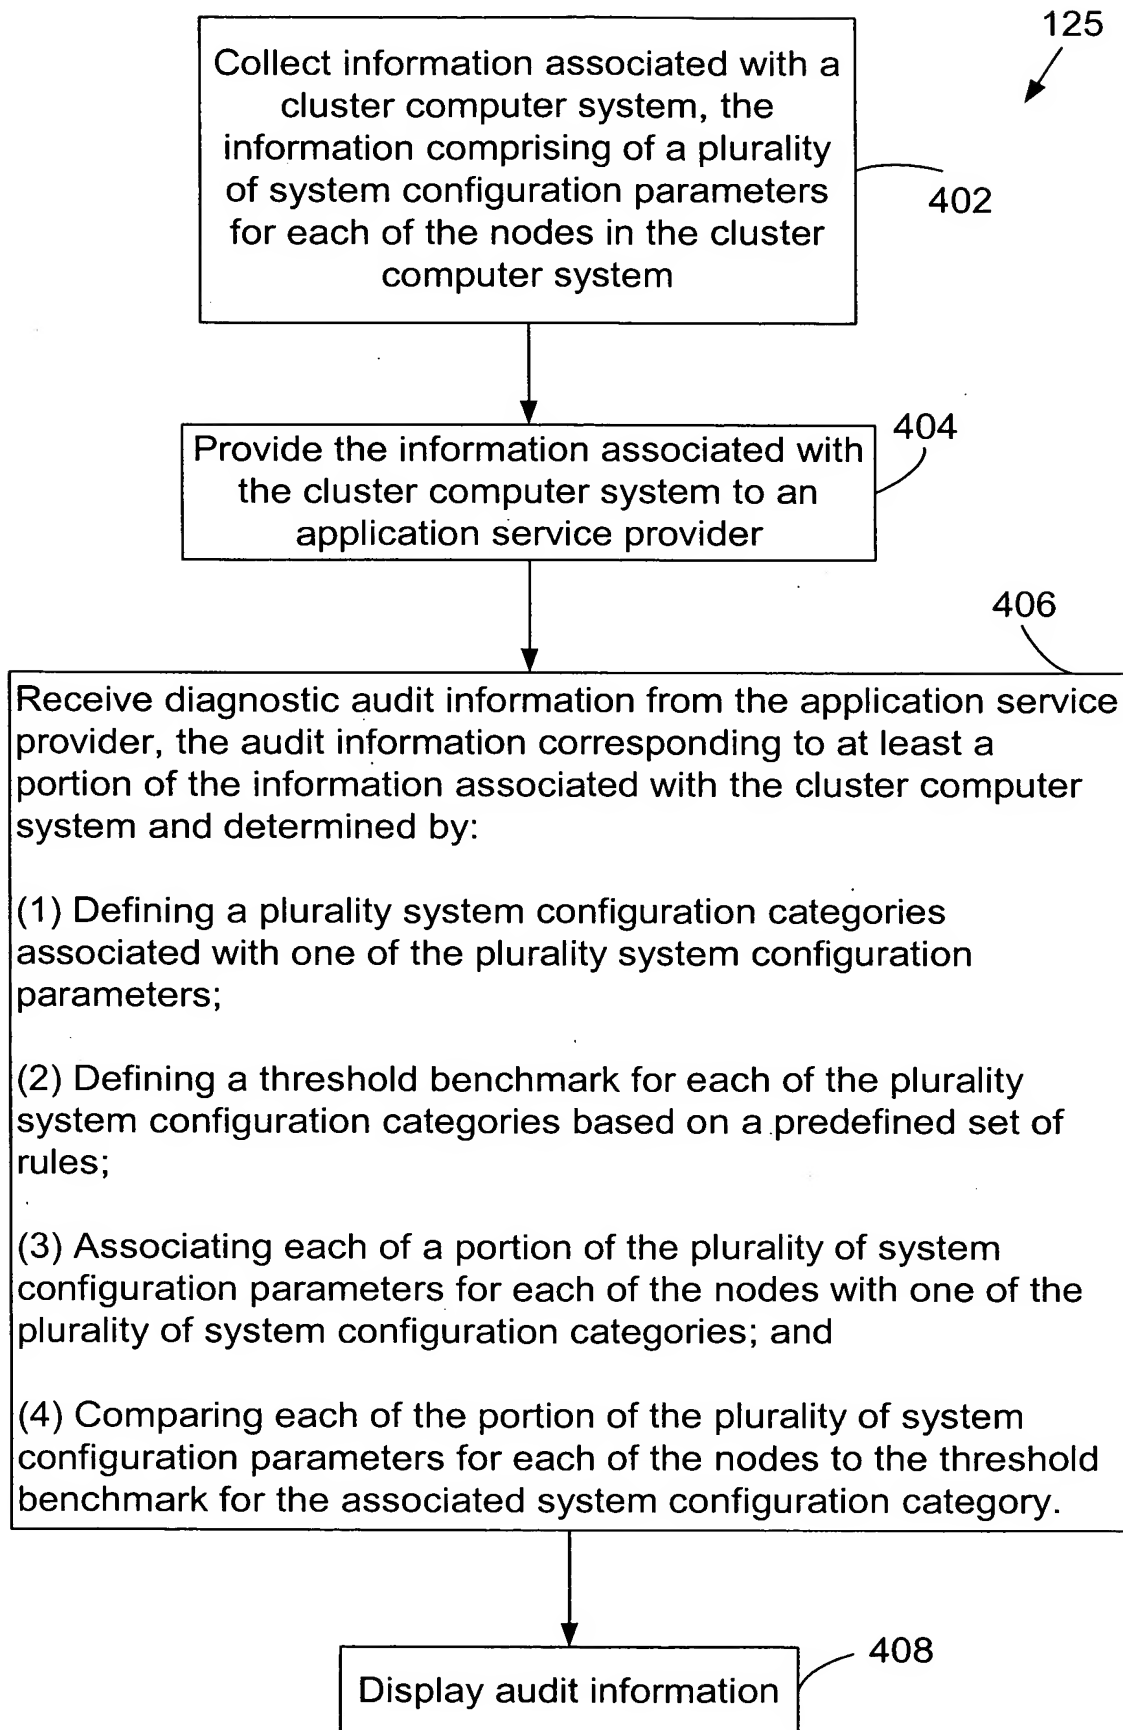 125
Collect information associated with a
cluster computer system, the
information comprising of a plurality
of system configuration parameters
for each of the nodes in the cluster
computer system
402
404
Provide the information associated with
the cluster computer system to an
application service provider
406
Receive diagnostic audit information from the application service
provider, the audit information corresponding to at least a
portion of the information associated with the cluster computer
system and determined by:
(1) Defining a plurality system configuration categories
associated with one of the plurality system configuration
parameters;
(2) Defining a threshold benchmark for each of the plurality
system configuration categories based on a predefined set of
rules;
(3) Associating each of a portion of the plurality of system
configuration parameters for each of the nodes with one of the
plurality of system configuration categories; and
(4) Comparing each of the portion of the plurality of system
configuration parameters for each of the nodes to the threshold
benchmark for the associated system configuration category.
408
Display audit information